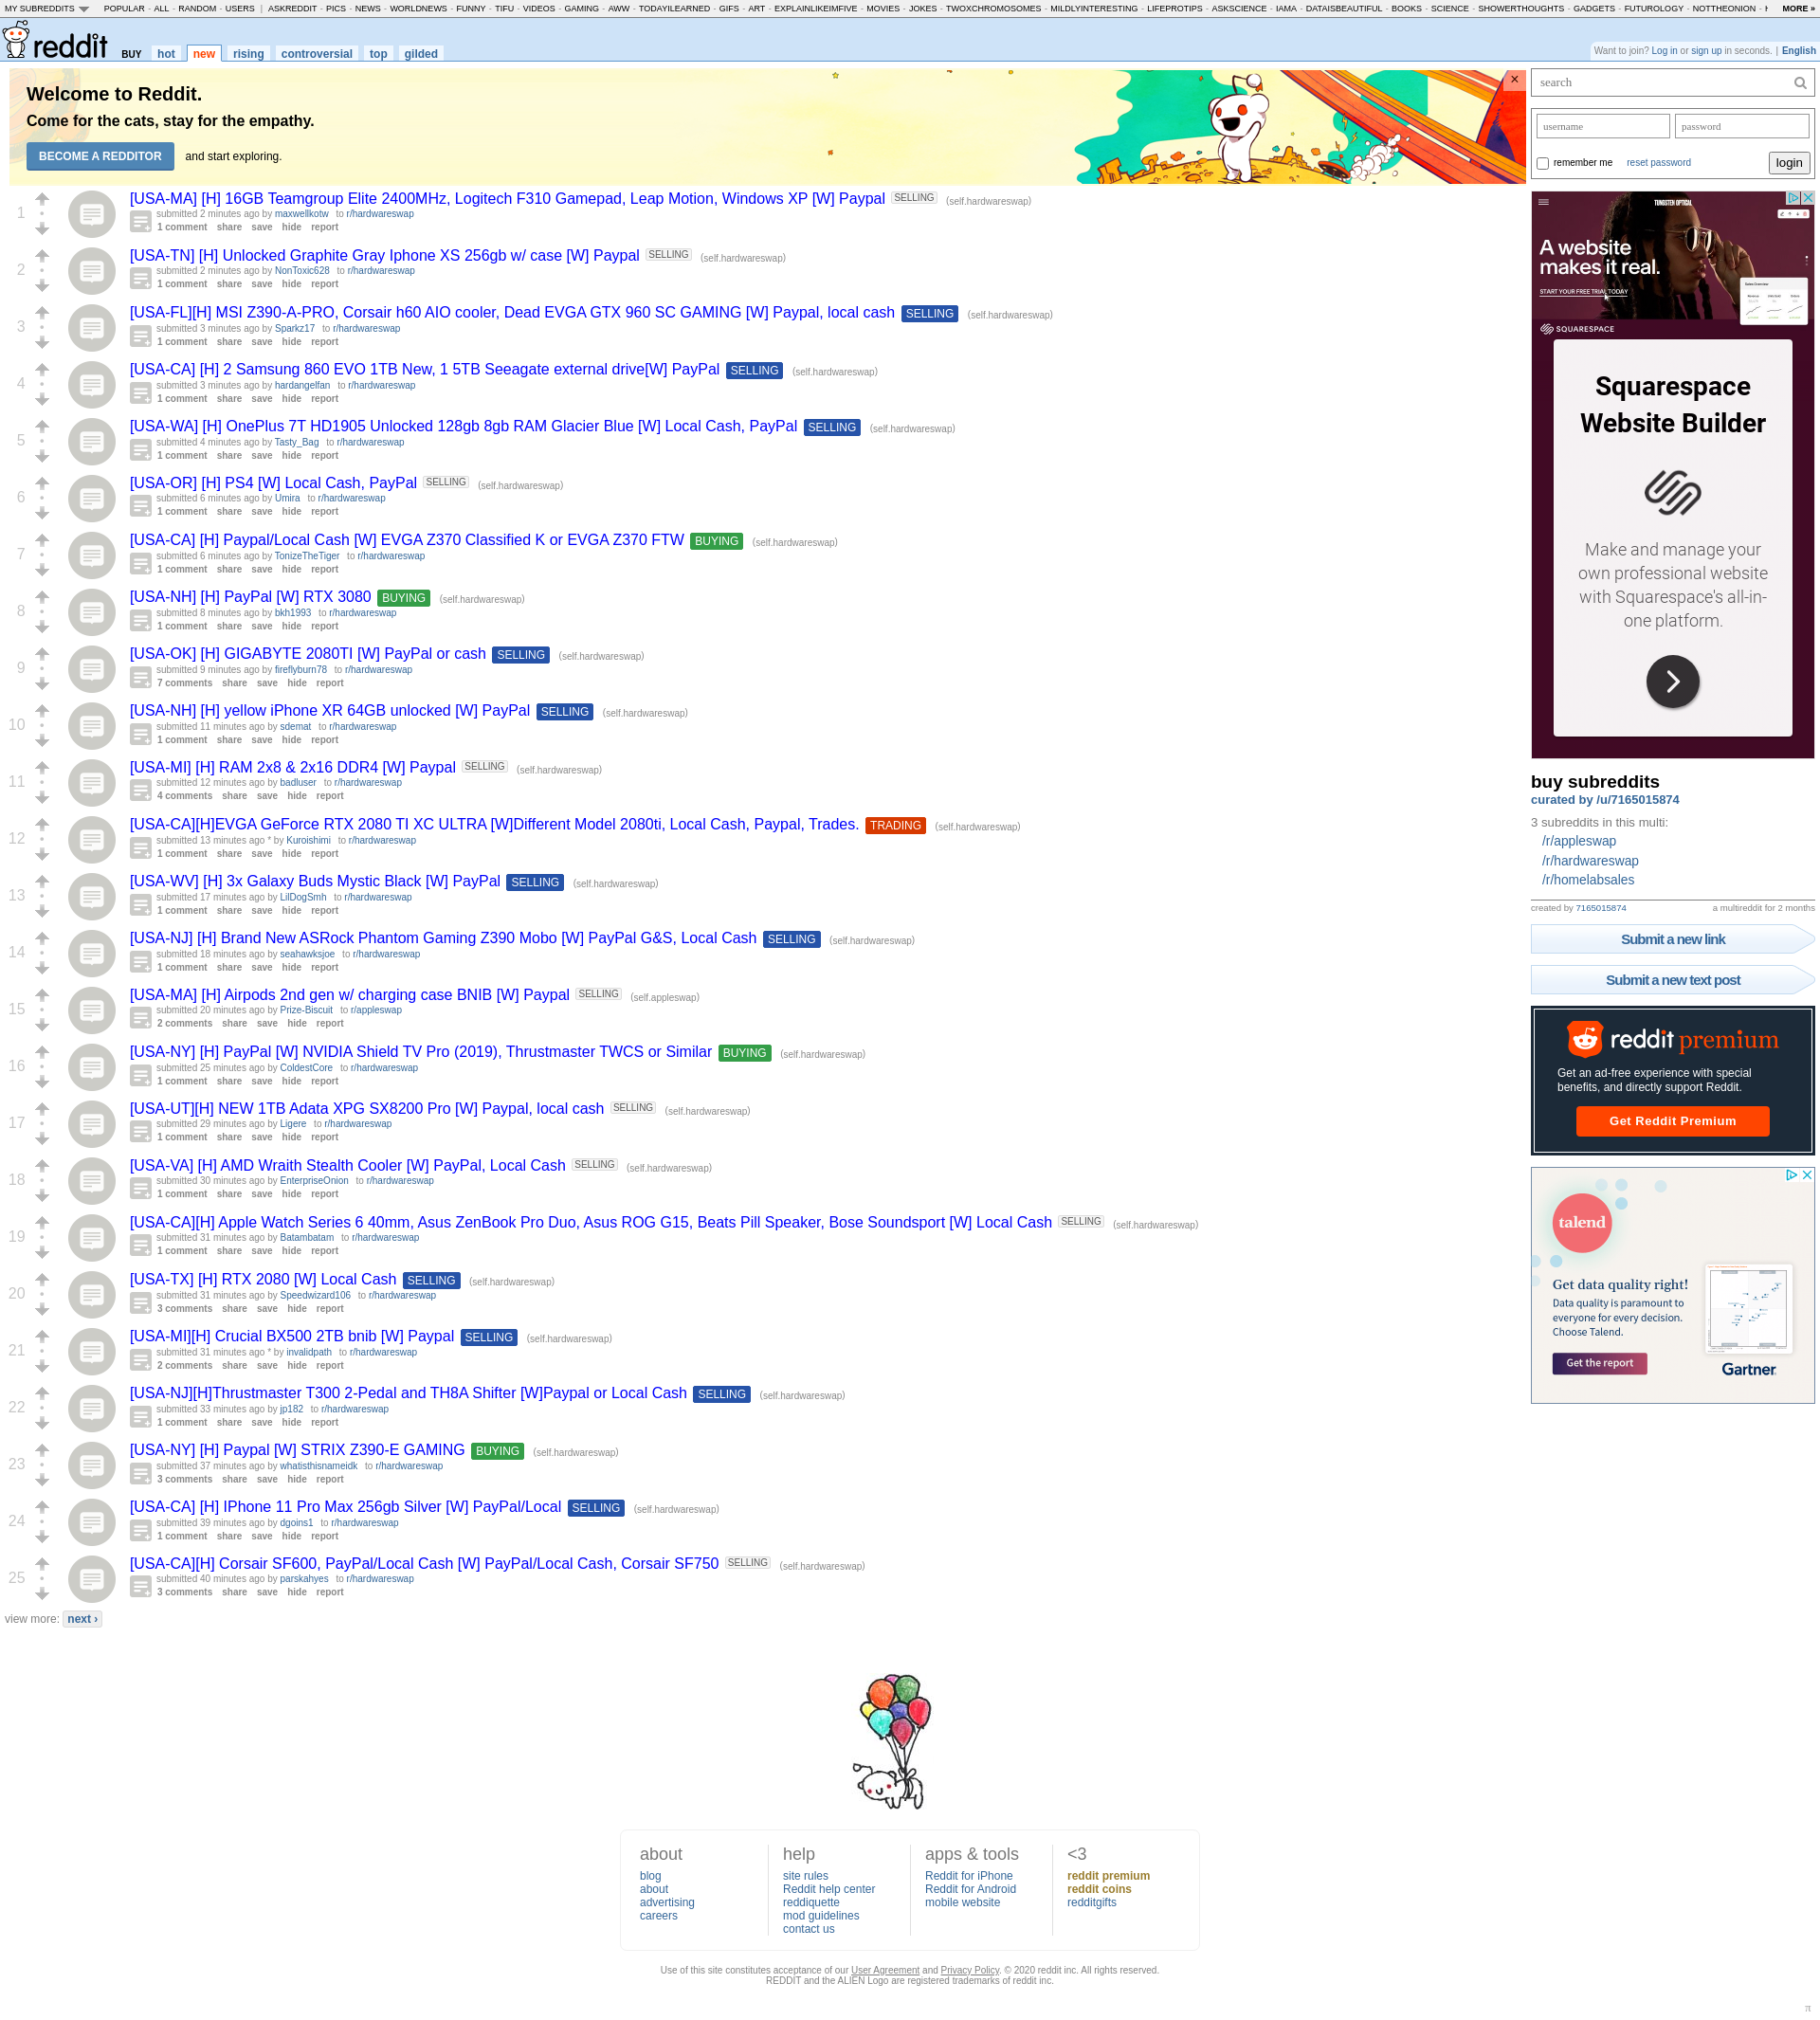 MY SUBREDDITS POPULAR - ALL - RANDOM - USERS | ASKREDDIT - PICS - NEWS - WORLDNEWS - FUNNY - TIFU - VIDEOS - GAMING - AWW - TODAYILEARNED - GIFS - ART - EXPLAINLIKEIMFIVE - MOVIES - JOKES - TWOXCHROMOSOMES - MILDLYINTERESTING - LIFEPROTIPS - ASKSCIENCE - IAMA - DATAISBEAUTIFUL - BOOKS - SCIENCE - SHOWERTHOUGHTS - GADGETS - FUTUROLOGY - NOTTHEONION - MORE »
reddit BUY hot new rising controversial top gilded
Want to join? Log in or sign up in seconds. | English
Welcome to Reddit.
Come for the cats, stay for the empathy.
BECOME A REDDITOR and start exploring.
1
[USA-MA] [H] 16GB Teamgroup Elite 2400MHz, Logitech F310 Gamepad, Leap Motion, Windows XP [W] Paypal SELLING (self.hardwareswap)
submitted 2 minutes ago by maxwellkotw to r/hardwareswap
1 comment share save hide report
2
[USA-TN] [H] Unlocked Graphite Gray Iphone XS 256gb w/ case [W] Paypal SELLING (self.hardwareswap)
submitted 2 minutes ago by NonToxic628 to r/hardwareswap
1 comment share save hide report
3
[USA-FL][H] MSI Z390-A-PRO, Corsair h60 AIO cooler, Dead EVGA GTX 960 SC GAMING [W] Paypal, local cash SELLING (self.hardwareswap)
submitted 3 minutes ago by Sparkz17 to r/hardwareswap
1 comment share save hide report
4
[USA-CA] [H] 2 Samsung 860 EVO 1TB New, 1 5TB Seeagate external drive[W] PayPal SELLING (self.hardwareswap)
submitted 3 minutes ago by hardangelfan to r/hardwareswap
1 comment share save hide report
5
[USA-WA] [H] OnePlus 7T HD1905 Unlocked 128gb 8gb RAM Glacier Blue [W] Local Cash, PayPal SELLING (self.hardwareswap)
submitted 4 minutes ago by Tasty_Bag to r/hardwareswap
1 comment share save hide report
6
[USA-OR] [H] PS4 [W] Local Cash, PayPal SELLING (self.hardwareswap)
submitted 6 minutes ago by Umira to r/hardwareswap
1 comment share save hide report
7
[USA-CA] [H] Paypal/Local Cash [W] EVGA Z370 Classified K or EVGA Z370 FTW BUYING (self.hardwareswap)
submitted 6 minutes ago by TonizeTheTiger to r/hardwareswap
1 comment share save hide report
8
[USA-NH] [H] PayPal [W] RTX 3080 BUYING (self.hardwareswap)
submitted 8 minutes ago by bkh1993 to r/hardwareswap
1 comment share save hide report
9
[USA-OK] [H] GIGABYTE 2080TI [W] PayPal or cash SELLING (self.hardwareswap)
submitted 9 minutes ago by fireflyburn78 to r/hardwareswap
7 comments share save hide report
10
[USA-NH] [H] yellow iPhone XR 64GB unlocked [W] PayPal SELLING (self.hardwareswap)
submitted 11 minutes ago by sdemat to r/hardwareswap
1 comment share save hide report
11
[USA-MI] [H] RAM 2x8 & 2x16 DDR4 [W] Paypal SELLING (self.hardwareswap)
submitted 12 minutes ago by badluser to r/hardwareswap
4 comments share save hide report
12
[USA-CA][H]EVGA GeForce RTX 2080 TI XC ULTRA [W]Different Model 2080ti, Local Cash, Paypal, Trades. TRADING (self.hardwareswap)
submitted 13 minutes ago * by Kuroishimi to r/hardwareswap
1 comment share save hide report
13
[USA-WV] [H] 3x Galaxy Buds Mystic Black [W] PayPal SELLING (self.hardwareswap)
submitted 17 minutes ago by LilDogSmh to r/hardwareswap
1 comment share save hide report
14
[USA-NJ] [H] Brand New ASRock Phantom Gaming Z390 Mobo [W] PayPal G&S, Local Cash SELLING (self.hardwareswap)
submitted 18 minutes ago by seahawksjoe to r/hardwareswap
1 comment share save hide report
15
[USA-MA] [H] Airpods 2nd gen w/ charging case BNIB [W] Paypal SELLING (self.appleswap)
submitted 20 minutes ago by Prize-Biscuit to r/appleswap
2 comments share save hide report
16
[USA-NY] [H] PayPal [W] NVIDIA Shield TV Pro (2019), Thrustmaster TWCS or Similar BUYING (self.hardwareswap)
submitted 25 minutes ago by ColdestCore to r/hardwareswap
1 comment share save hide report
17
[USA-UT][H] NEW 1TB Adata XPG SX8200 Pro [W] Paypal, local cash SELLING (self.hardwareswap)
submitted 29 minutes ago by Ligere to r/hardwareswap
1 comment share save hide report
18
[USA-VA] [H] AMD Wraith Stealth Cooler [W] PayPal, Local Cash SELLING (self.hardwareswap)
submitted 30 minutes ago by EnterpriseOnion to r/hardwareswap
1 comment share save hide report
19
[USA-CA][H] Apple Watch Series 6 40mm, Asus ZenBook Pro Duo, Asus ROG G15, Beats Pill Speaker, Bose Soundsport [W] Local Cash SELLING (self.hardwareswap)
submitted 31 minutes ago by Batambatam to r/hardwareswap
1 comment share save hide report
20
[USA-TX] [H] RTX 2080 [W] Local Cash SELLING (self.hardwareswap)
submitted 31 minutes ago by Speedwizard106 to r/hardwareswap
3 comments share save hide report
21
[USA-MI][H] Crucial BX500 2TB bnib [W] Paypal SELLING (self.hardwareswap)
submitted 31 minutes ago * by invalidpath to r/hardwareswap
2 comments share save hide report
22
[USA-NJ][H]Thrustmaster T300 2-Pedal and TH8A Shifter [W]Paypal or Local Cash SELLING (self.hardwareswap)
submitted 33 minutes ago by jp182 to r/hardwareswap
1 comment share save hide report
23
[USA-NY] [H] Paypal [W] STRIX Z390-E GAMING BUYING (self.hardwareswap)
submitted 37 minutes ago by whatisthisnameidk to r/hardwareswap
3 comments share save hide report
24
[USA-CA] [H] IPhone 11 Pro Max 256gb Silver [W] PayPal/Local SELLING (self.hardwareswap)
submitted 39 minutes ago by dgoins1 to r/hardwareswap
1 comment share save hide report
25
[USA-CA][H] Corsair SF600, PayPal/Local Cash [W] PayPal/Local Cash, Corsair SF750 SELLING (self.hardwareswap)
submitted 40 minutes ago by parskahyes to r/hardwareswap
3 comments share save hide report
view more: next ›
search
username password
remember me reset password login
TUNGSTEN OPTICAL
A website
makes it real.
START YOUR FREE TRIAL TODAY
SQUARESPACE
Squarespace
Website Builder
Make and manage your
own professional website
with Squarespace's all-in-
one platform.
buy subreddits
curated by /u/7165015874
3 subreddits in this multi:
/r/appleswap
/r/hardwareswap
/r/homelabsales
created by 7165015874 a multireddit for 2 months
Submit a new link
Submit a new text post
reddit premium
Get an ad-free experience with special
benefits, and directly support Reddit.
Get Reddit Premium
talend
Get data quality right!
Data quality is paramount to
everyone for every decision.
Choose Talend.
Get the report
Gartner
about
blog
about
advertising
careers
help
site rules
Reddit help center
reddiquette
mod guidelines
contact us
apps & tools
Reddit for iPhone
Reddit for Android
mobile website
<3
reddit premium
reddit coins
redditgifts
Use of this site constitutes acceptance of our User Agreement and Privacy Policy. © 2020 reddit inc. All rights reserved.
REDDIT and the ALIEN Logo are registered trademarks of reddit inc.
π